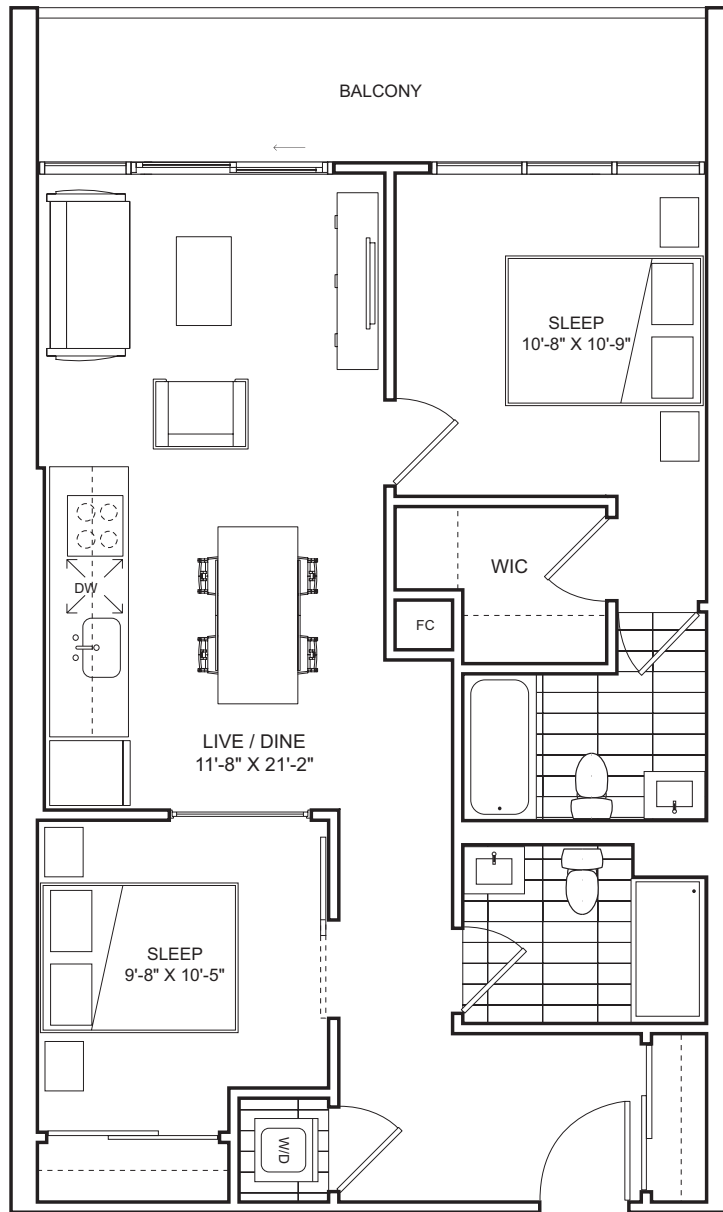 BALCONY
SLEEP
10'-8" X 10'-9"
WIC
DW
FC
LIVE / DINE
11'-8" X 21'-2"
SLEEP
9'-8" X 10'-5"
W/D